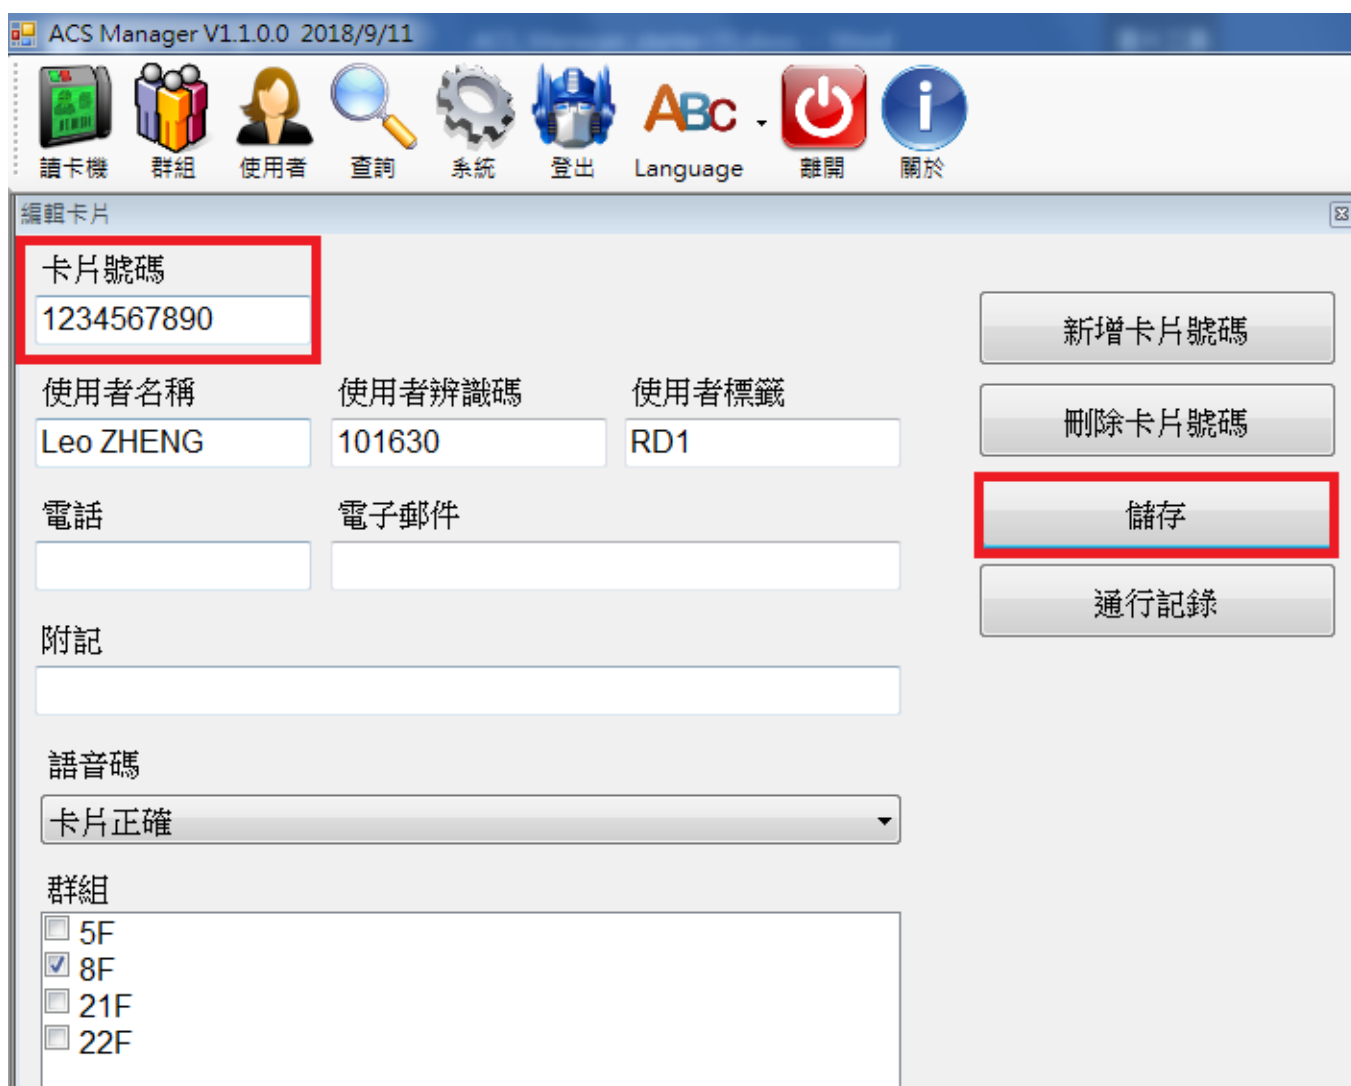 ACS Manager V1.1.0.0 2018/9/11
ABC
讀卡機 群組 使用者 查詢 系統 登出 Language 離開 關於
編輯卡片
卡片號碼
1234567890
新增卡片號碼
使用者名稱 使用者辨識碼 使用者標籤
刪除卡片號碼
Leo ZHENG 101630 RD1
電話 電子郵件
儲存
通行記錄
附記
語音碼
卡片正確
群組
5F
8F
21F
22F